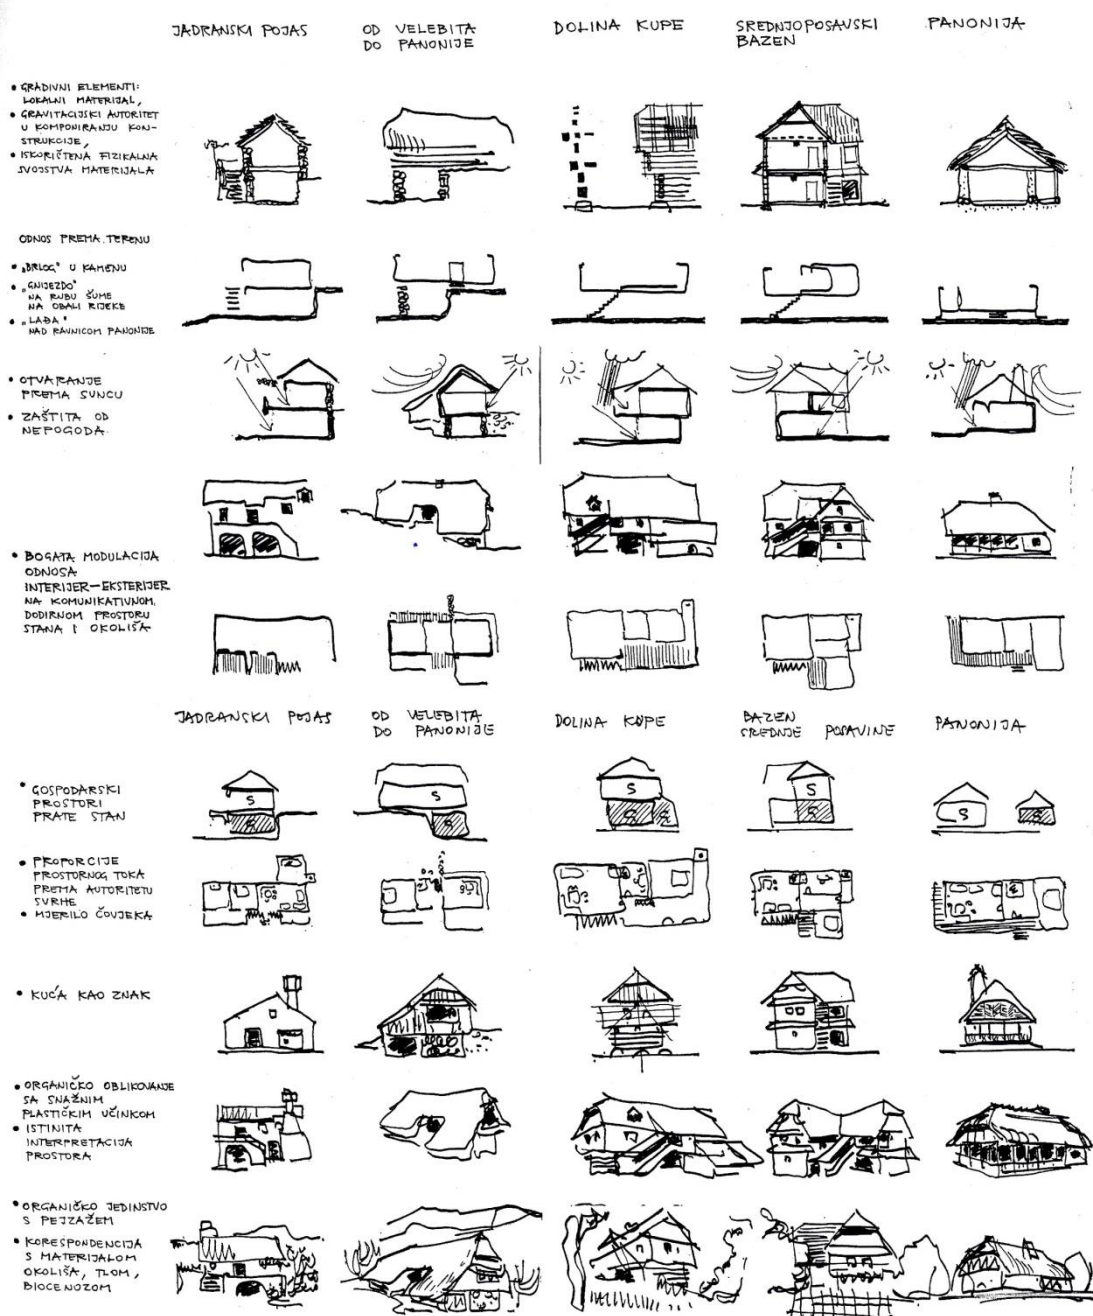 JADRANSKI POJAS
OD VELEBITA
DO PANONIJE
DOLINA KUPE
SREDNJOPOSAVSKI
BAZEN
PANONIJA
• GRADIVNI ELEMENTI:
LOKALNI MATERIJAL,
• GRAVITACIJSKI AUTORITET
U KOMPONIRANJU KON-
STRUKCIJE,
• ISKORIŠTENA FIZIKALNA
SVOJSTVA MATERIJALA
ODNOS PREMA TERENU
• "BRLOG" U KAMENU
• "GNIJEZDO"
NA RUBU ŠUME
NA OBALI RIJEKE
• "LAĐA"
NAD RAVNICOM PANONIJE
• OTVARANJE
PREMA SUNCU
• ZAŠTITA OD
NEPOGODA
• BOGATA MODULACIJA
ODNOSA
INTERIJER-EKSTERIJER
NA KOMUNIKATIVNOM,
DODIRNOM PROSTORU
STANA I OKOLIŠA
JADRANSKI POJAS
OD VELEBITA
DO PANONIJE
DOLINA KUPE
BAZEN
SREDNJE POSAVINE
PANONIJA
• GOSPODARSKI
PROSTORI
PRATE STAN
S
S
S
S
S
• PROPORCIJE
PROSTORNOG TOKA
PREMA AUTORITETU
SVRHE
• MJERILO ČOVJEKA
• KUĆA KAO ZNAK
• ORGANIČKO OBLIKOVANJE
SA SNAŽNIM
PLASTIČKIM UČINKOM
• ISTINITA
INTERPRETACIJA
PROSTORA
• ORGANIČKO JEDINSTVO
S PEJZAŽEM
• KORESPONDENCIJA
S MATERIJALOM
OKOLIŠA, TLOM,
BIOCENOZOM